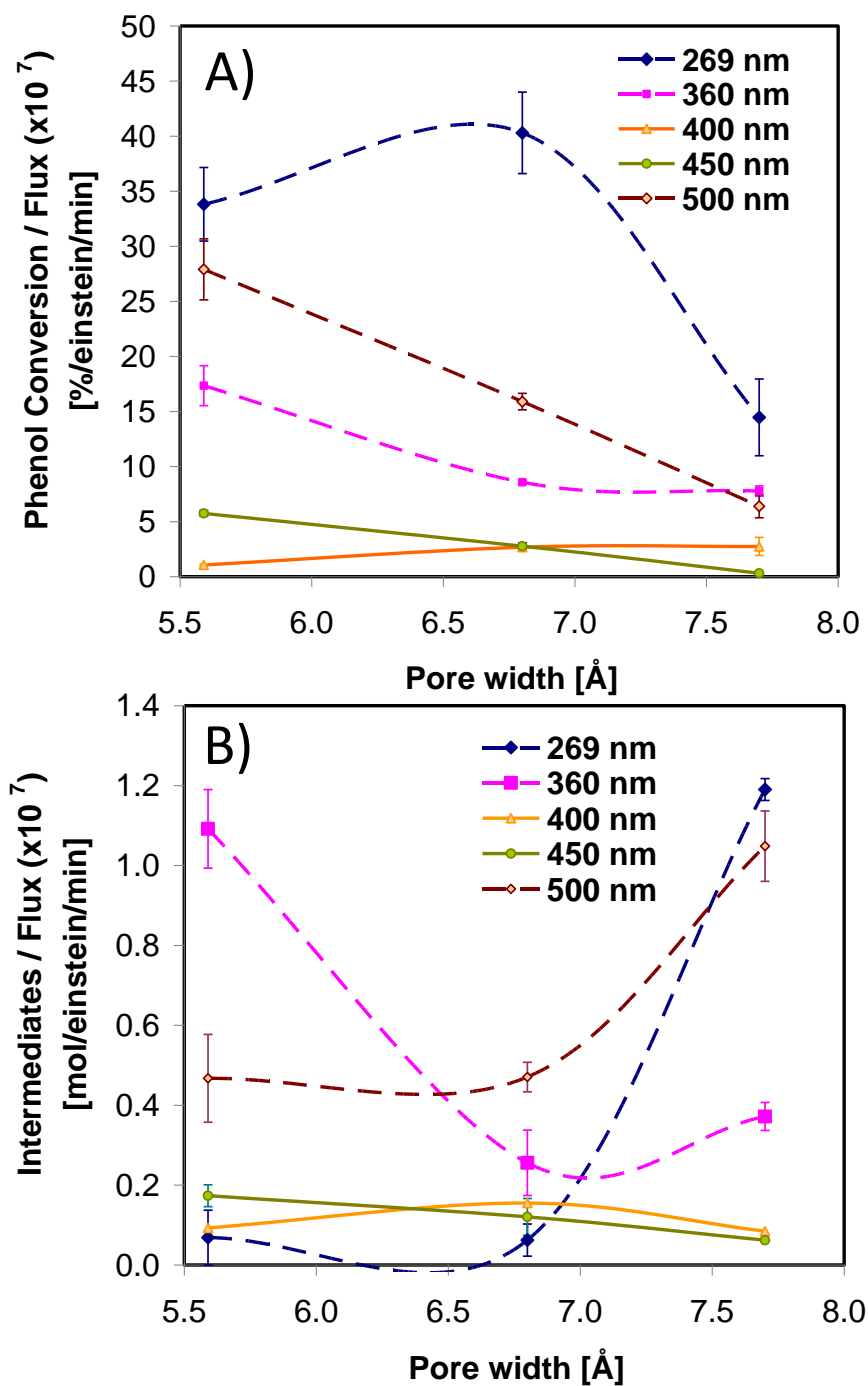 A)
Phenol Conversion / Flux (x10 7)
[%/einstein/min]
50
45
40
35
30
25
20
15
10
5
0
269 nm
360 nm
400 nm
450 nm
500 nm
5.5 6.0 6.5 7.0 7.5 8.0
Pore width [Å]
B)
Intermediates / Flux (x10 7)
[mol/einstein/min]
1.4
1.2
1.0
0.8
0.6
0.4
0.2
0.0
269 nm
360 nm
400 nm
450 nm
500 nm
5.5 6.0 6.5 7.0 7.5 8.0
Pore width [Å]